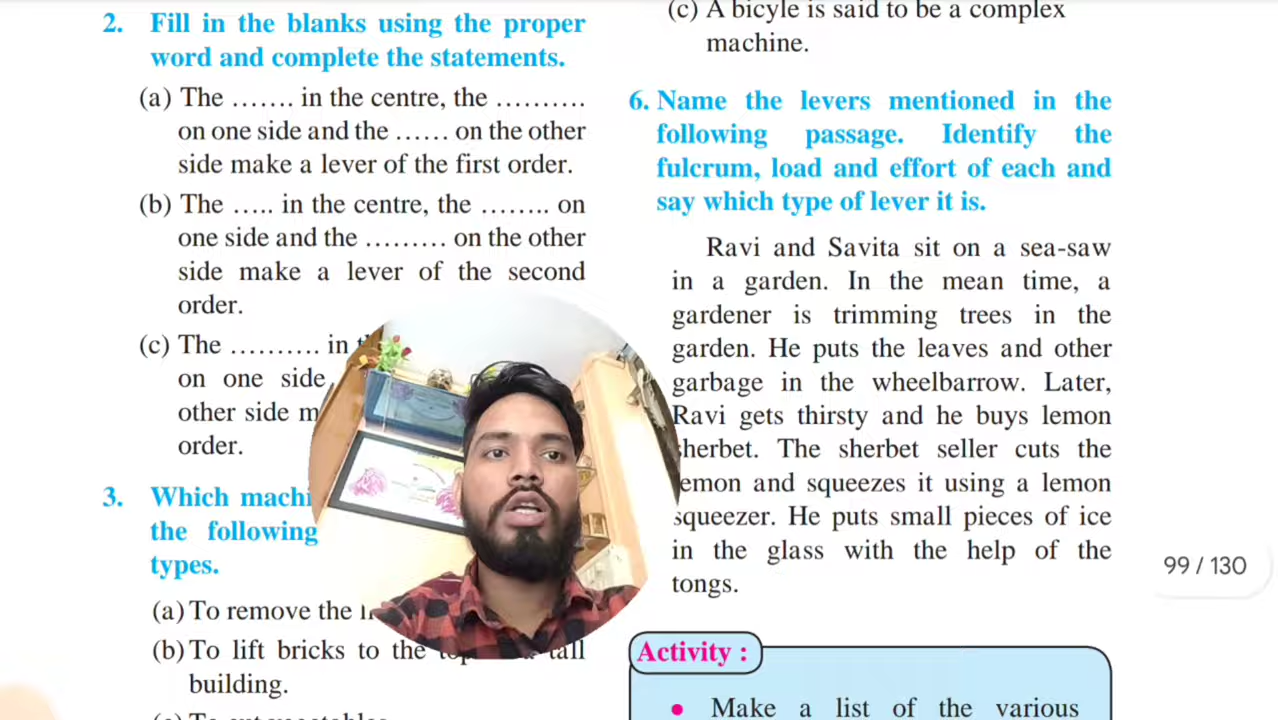 2. Fill in the blanks using the proper
word and complete the statements.
(a) The ....... in the centre, the ..........
on one side and the ...... on the other
side make a lever of the first order.
(b) The ..... in the centre, the ........ on
one side and the ......... on the other
side make a lever of the second
order.
(c) The .......... in
on one side,
other side m
order.
3. Which machi
the following
types.
(a) To remove the
(b) To lift bricks to the top tall
building.
(c) A bicyle is said to be a complex
machine.
6. Name the levers mentioned in the
following passage. Identify the
fulcrum, load and effort of each and
say which type of lever it is.
Ravi and Savita sit on a sea-saw
in a garden. In the mean time, a
gardener is trimming trees in the
garden. He puts the leaves and other
garbage in the wheelbarrow. Later,
Ravi gets thirsty and he buys lemon
sherbet. The sherbet seller cuts the
lemon and squeezes it using a lemon
squeezer. He puts small pieces of ice
in the glass with the help of the
tongs.
Activity :
• Make a list of the various
99 / 130